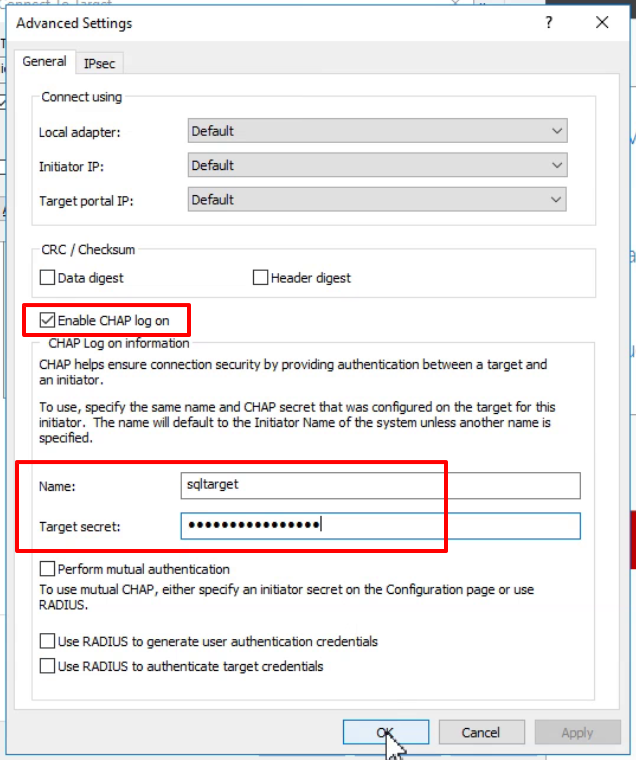 Connect To Target
Advanced Settings
?
General
IPsec
Connect using
Local adapter:
Default
Initiator IP:
Default
Target portal IP:
Default
CRC / Checksum
Data digest
Header digest
Enable CHAP log on
CHAP Log on information
CHAP helps ensure connection security by providing authentication between a target and
an initiator.
To use, specify the same name and CHAP secret that was configured on the target for this
initiator. The name will default to the Initiator Name of the system unless another name is
specified.
Name:
sqltarget
Target secret:
••••••••••••••••
Perform mutual authentication
To use mutual CHAP, either specify an initiator secret on the Configuration page or use
RADIUS.
Use RADIUS to generate user authentication credentials
Use RADIUS to authenticate target credentials
OK
Cancel
Apply